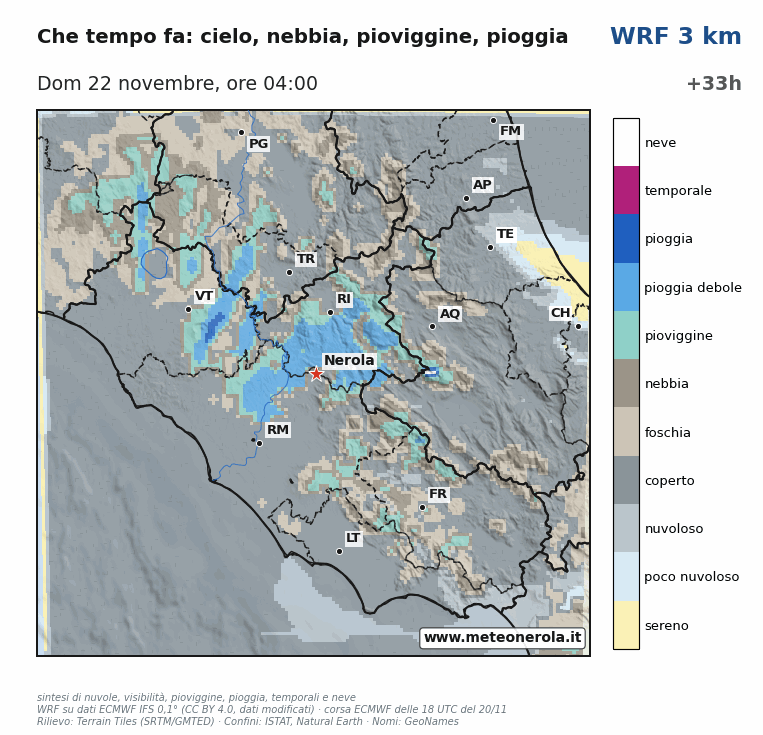 Che tempo fa: cielo, nebbia, pioviggine, pioggia
WRF 3 km
Dom 22 novembre, ore 04:00
+33h
PG
FM
AP
TE
TR
VT
RI
AQ
CH
Nerola
RM
FR
LT
www.meteonerola.it
neve
temporale
pioggia
pioggia debole
pioviggine
nebbia
foschia
coperto
nuvoloso
poco nuvoloso
sereno
sintesi di nuvole, visibilità, pioviggine, pioggia, temporali e neve
WRF su dati ECMWF IFS 0,1° (CC BY 4.0, dati modificati) · corsa ECMWF delle 18 UTC del 20/11
Rilievo: Terrain Tiles (SRTM/GMTED) · Confini: ISTAT, Natural Earth · Nomi: GeoNames